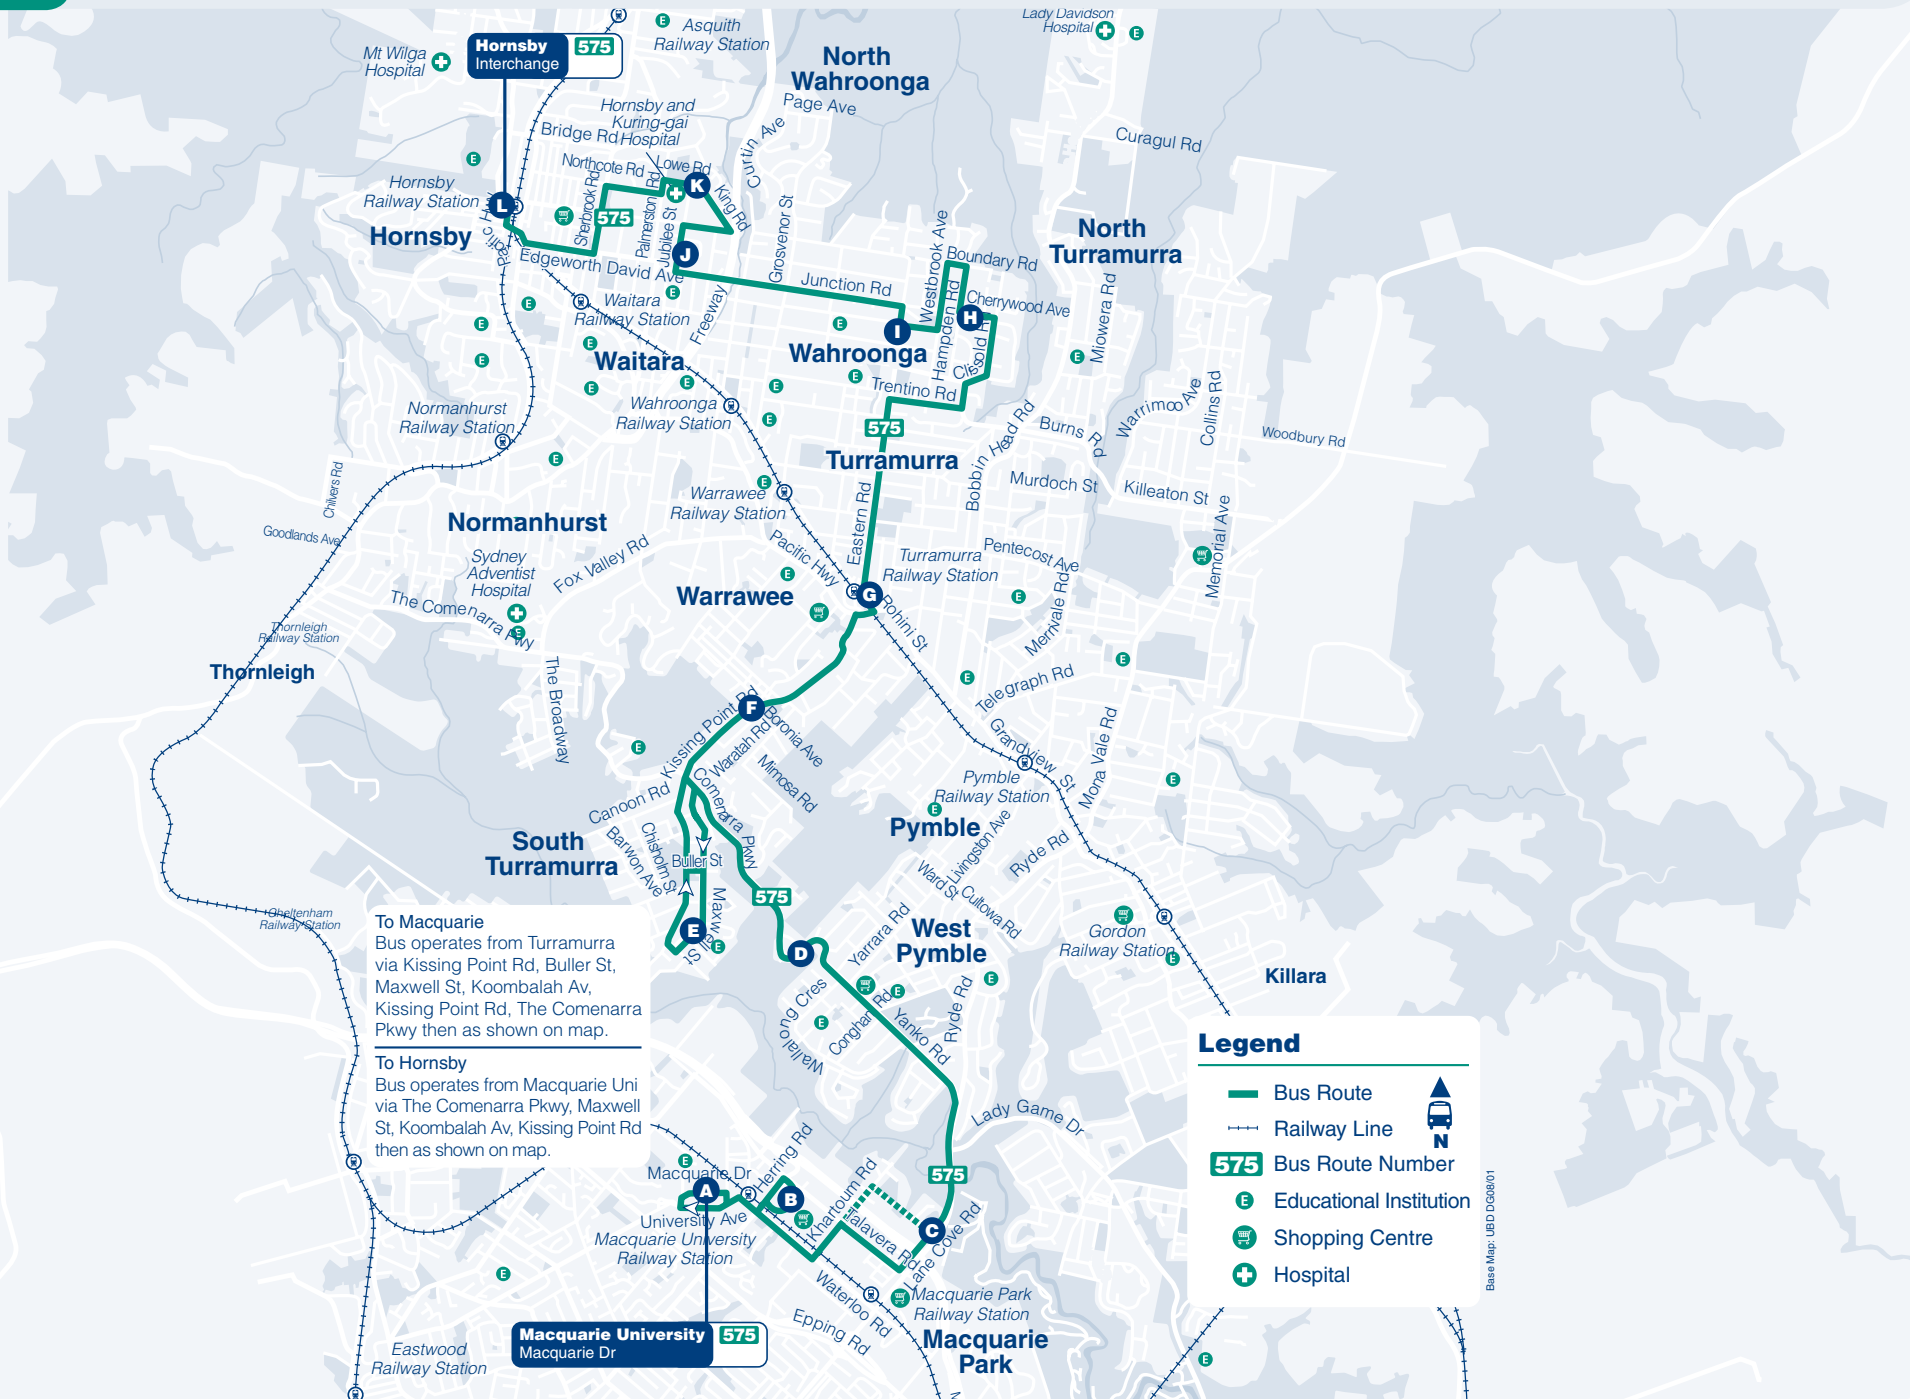 Lady Davidson
Hospital
Asquith
Railway Station
Hornsby
Interchange
575
Mt Wilga
Hospital
North
Wahroonga
Page Ave
Hornsby and
Kuring-gai
Hospital
Bridge Rd
Curtin Ave
Curagul Rd
Northcote Rd
Lowe Rd
K
King Rd
Hornsby
Railway Station
L
Pacific Hwy
Sherbrook Rd
575
Palmerston Rd
Jubilee St
Grosvenor St
Hornsby
J
Westbrook Ave
North
Turramurra
Boundary Rd
Edgeworth David Ave
Junction Rd
Hampden Rd
Cherrywood Ave
Miowera Rd
Waitara
Railway Station
Freeway
H
I
Wahroonga
Clissold Rd
Waitara
Trentino Rd
Wahroonga
Railway Station
Normanhurst
Railway Station
575
Bobbin Head Rd
Burns Rd
Warrimoo Ave
Collins Rd
Woodbury Rd
Turramurra
Murdoch St
Killeaton St
Chilvers Rd
Warrawee
Railway Station
Eastern Rd
Memorial Ave
Normanhurst
Goodlands Ave
Pacific Hwy
Sydney
Adventist
Hospital
Fox Valley Rd
Turramurra
Railway Station
Pentecost Ave
Warrawee
G
Rohini St
Merrivale Rd
The Comenarra Pwy
Thornleigh
Railway Station
Thornleigh
The Broadway
Telegraph Rd
Kissing Point Rd
F
Boronia Ave
Waratah Rd
Mimosa Rd
Grandview St
Mona Vale Rd
Pymble
Railway Station
Canoon Rd
Comenarra Pkwy
Pymble
South
Turramurra
Barwon Ave
Chisholm St
Buller St
Livingston Ave
Ryde Rd
Ward St
Cultowa Rd
Maxwell St
575
E
D
Yarrara Rd
West
Pymble
Gordon
Railway Station
Killara
Cheltenham
Railway Station
Wallalong Cres
Congham Rd
Yanko Rd
Ryde Rd
Lady Game Dr
To Macquarie
Bus operates from Turramurra
via Kissing Point Rd, Buller St,
Maxwell St, Koombalah Av,
Kissing Point Rd, The Comenarra
Pkwy then as shown on map.
To Hornsby
Bus operates from Macquarie Uni
via The Comenarra Pkwy, Maxwell
St, Koombalah Av, Kissing Point Rd
then as shown on map.
Legend
Bus Route
Railway Line
N
575 Bus Route Number
E Educational Institution
Shopping Centre
Hospital
Base Map: UBD DG08/01
Macquarie Dr
A
Herring Rd
B
Khartoum Rd
575
University Ave
Macquarie University
Railway Station
Talavera Rd
C
Lane Cove Rd
Waterloo Rd
Epping Rd
Macquarie Park
Railway Station
Macquarie
Park
Macquarie University
Macquarie Dr
575
Eastwood
Railway Station